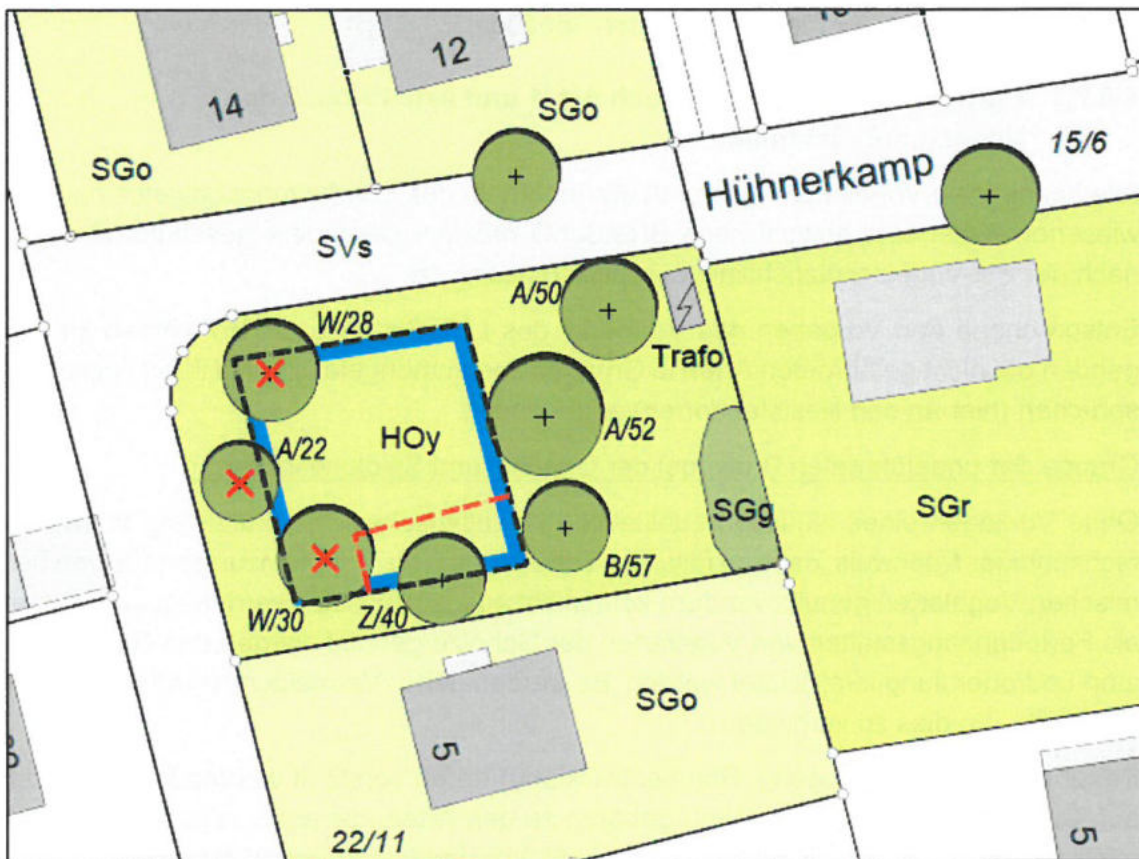 14
12
SGo
SGo
15/6
Hühnerkamp
SVs
A/50
W/28
Trafo
HOy
A/52
A/22
SGg
SGr
B/57
W/30
Z/40
SGo
5
22/11
5